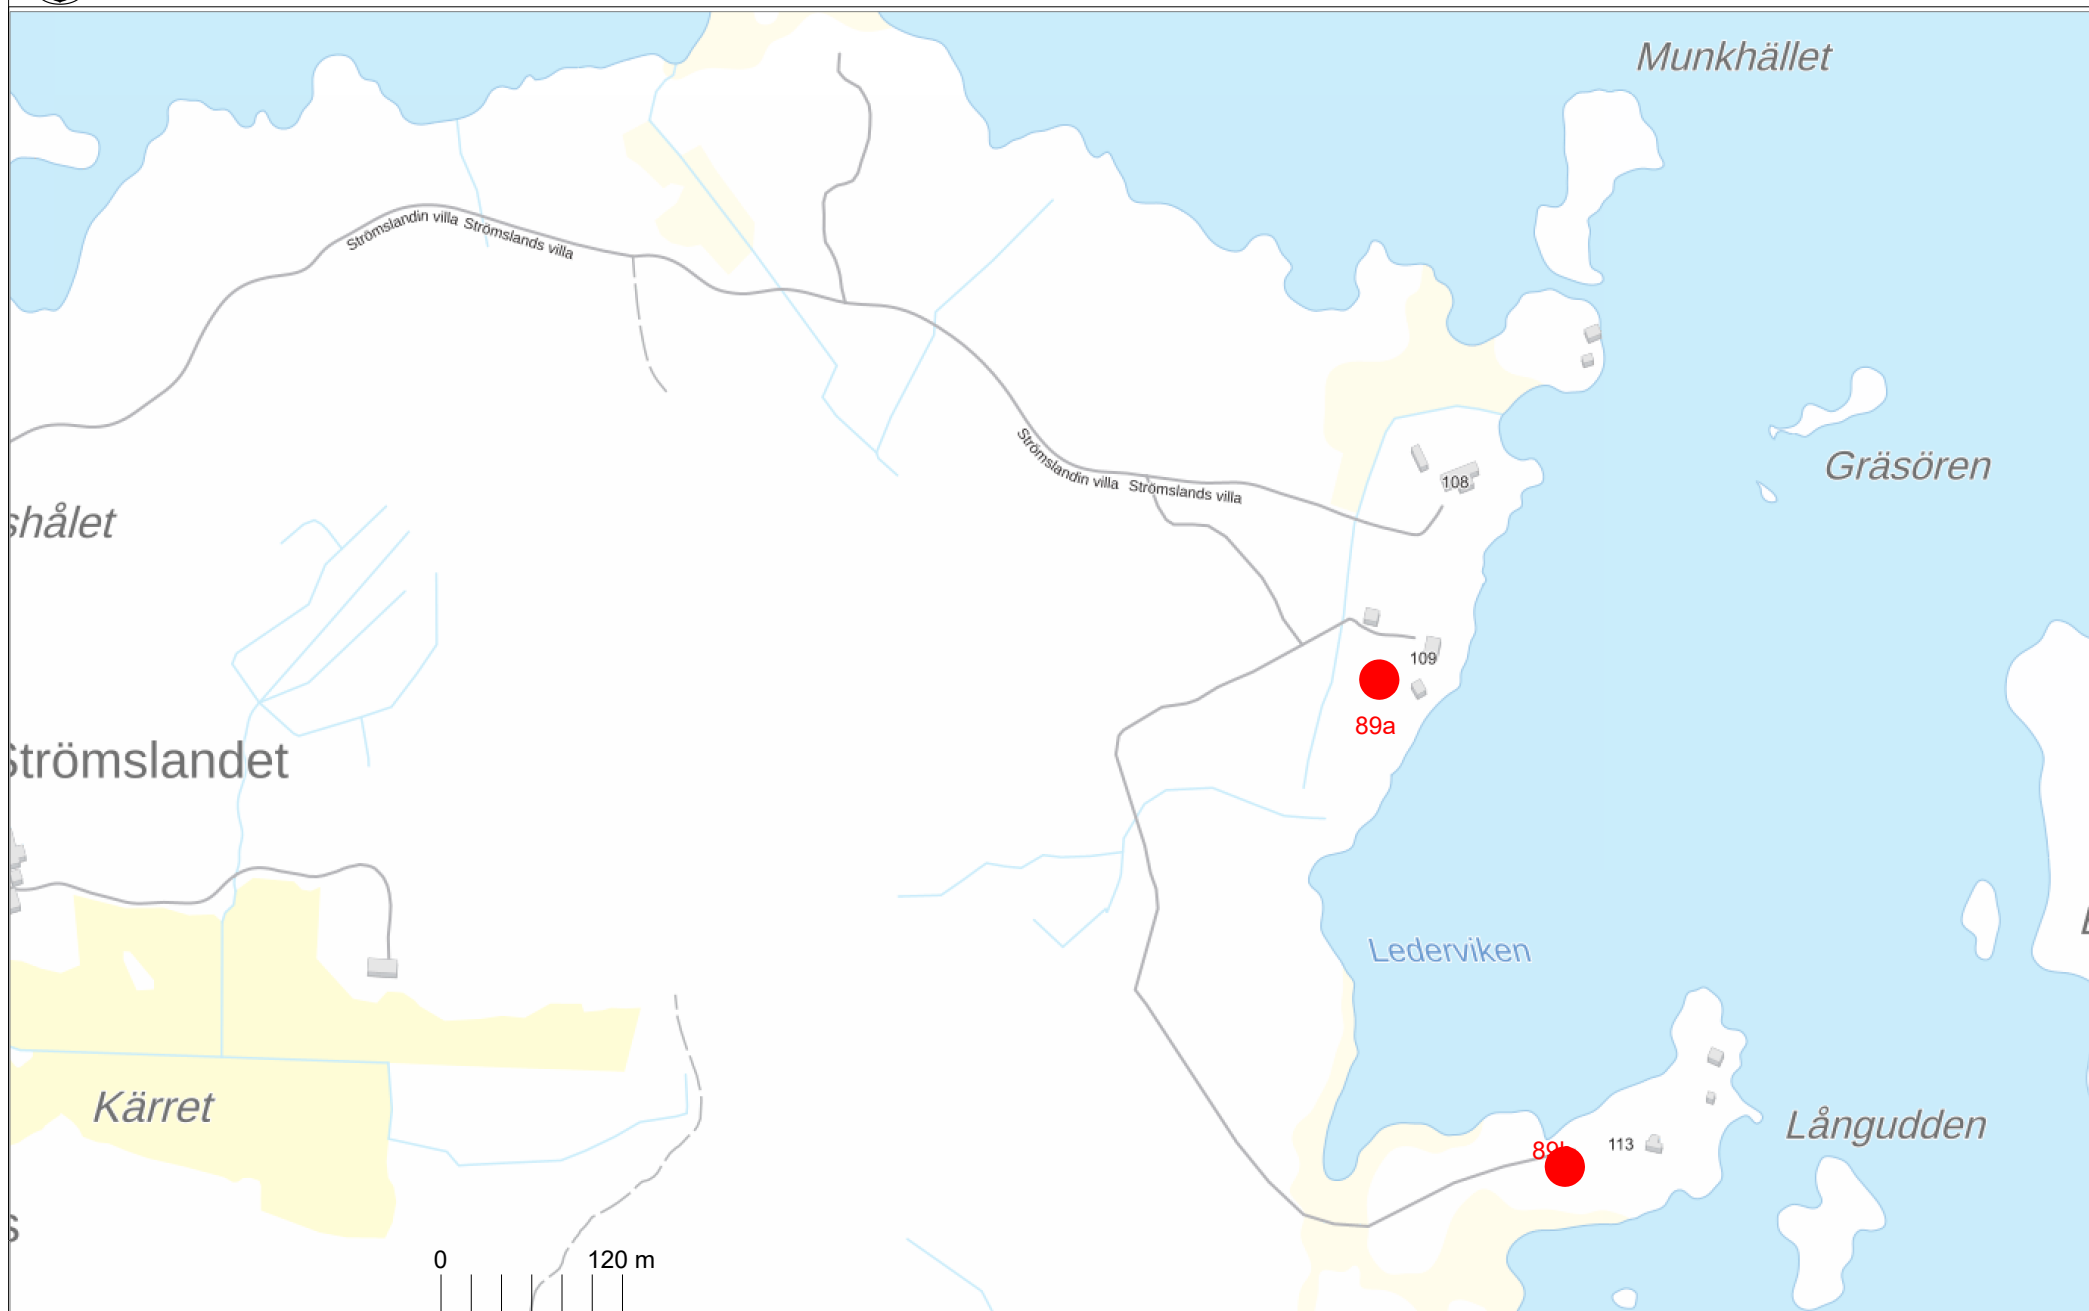 Munkhället
Strömslandin villa Strömslands villa
Strömslandin villa Strömslands villa
Gräsören
108
shålet
109
89a
Strömslandet
Lederviken
Kärret
Långudden
113
s
0 120 m